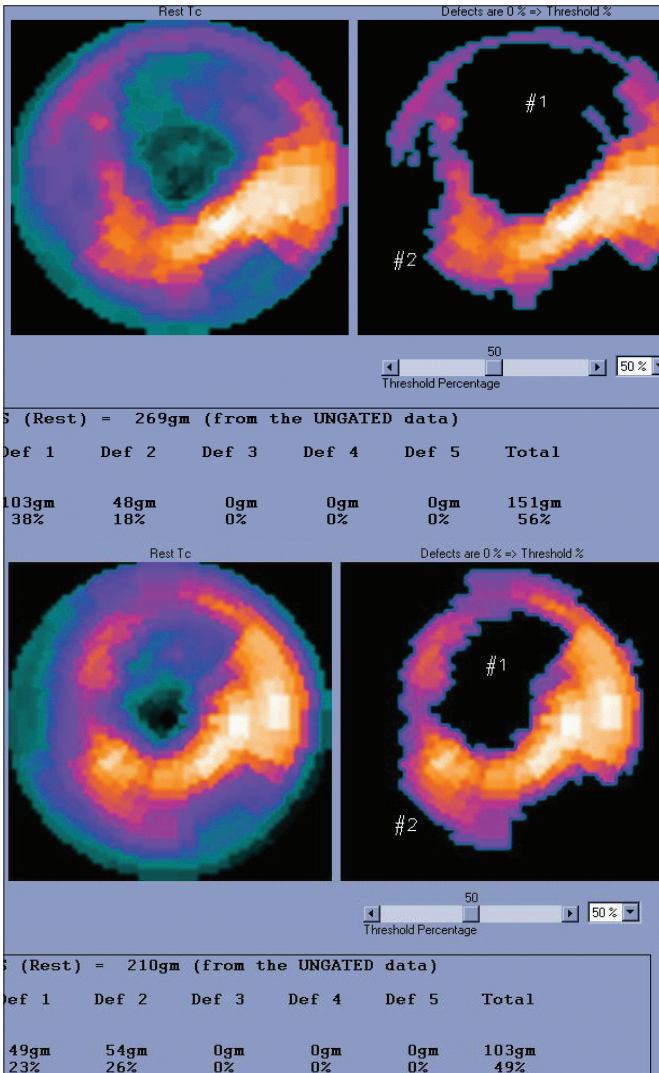 Rest Tc
Defects are 0 % => Threshold %
#1
#2
50
50 %
Threshold Percentage
S (Rest) = 269gm (from the UNGATED data)
Def 1 Def 2 Def 3 Def 4 Def 5 Total
103gm 48gm 0gm 0gm 0gm 151gm
38% 18% 0% 0% 0% 56%
Rest Tc
Defects are 0 % => Threshold %
#1
#2
50
50 %
Threshold Percentage
S (Rest) = 210gm (from the UNGATED data)
Def 1 Def 2 Def 3 Def 4 Def 5 Total
49gm 54gm 0gm 0gm 0gm 103gm
23% 26% 0% 0% 0% 49%